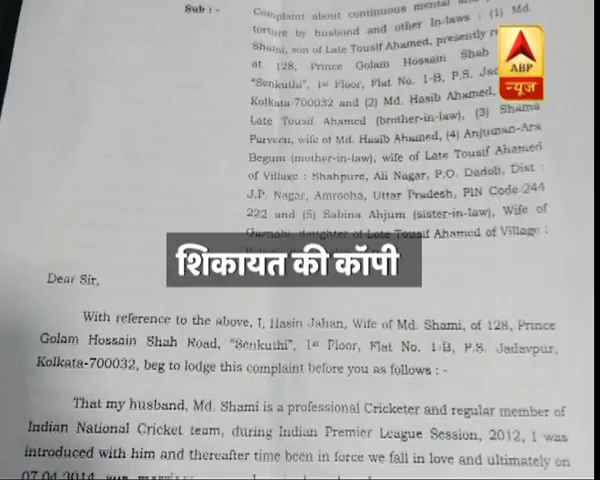 Sub :- Complaint about continuous mental and
torture by husband and other In-laws : (1) Md.
Shami, son of Late Tousif Ahamed, presently
at 128, Prince Golam Hossain Shah
"Senkuthi", 1st Floor, Flat No. 1-B, P.S.
Kolkata-700032 and (2) Md. Hasib Ahamed,
Late Tousif Ahamed (brother-in-law), (3) Shama
Purveen, wife of Md. Hasib Ahamed, (4) Anjuman-Ara
Begum (mother-in-law), wife of Late Tousif Ahamed
of Village : Shahpure, Ali Nagar, P.O. Dadoli, Dist :
J.P. Nagar, Amrooha, Uttar Pradesh, PIN Code-244
222 and (5) Sabina Ahjum (sister-in-law), Wife of
daughter of Late Tousif Ahamed of Village :
ABP
न्यूज़
शिकायत की कॉपी
Dear Sir,
With reference to the above, I, Hasin Jahan, Wife of Md. Shami, of 128, Prince
Golam Hossain Shah Road, "Senkuthi", 1st Floor, Flat No. 1-B, P.S. Jadavpur,
Kolkata-700032, beg to lodge this complaint before you as follows : -
That my husband, Md. Shami is a professional Cricketer and regular member of
Indian National Cricket team, during Indian Premier League Session, 2012, I was
introduced with him and thereafter time been in force we fall in love and ultimately on
07.04.2014